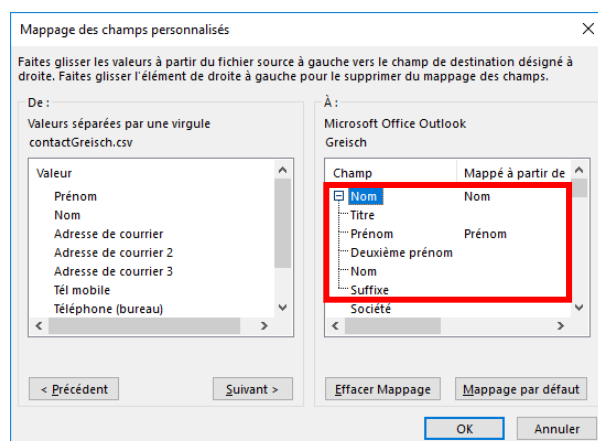 Mappage des champs personnalisés
Faites glisser les valeurs à partir du fichier source à gauche vers le champ de destination désigné à
droite. Faites glisser l'élément de droite à gauche pour le supprimer du mappage des champs.
De :
Valeurs séparées par une virgule
contactGreisch.csv
Valeur
Prénom
Nom
Adresse de courrier
Adresse de courrier 2
Adresse de courrier 3
Tél mobile
Téléphone (bureau)
< Précédent
Suivant >
À :
Microsoft Office Outlook
Greisch
Champ Mappé à partir de
Nom Nom
Titre
Prénom Prénom
Deuxième prénom
Nom
Suffixe
Société
Effacer Mappage
Mappage par défaut
OK
Annuler